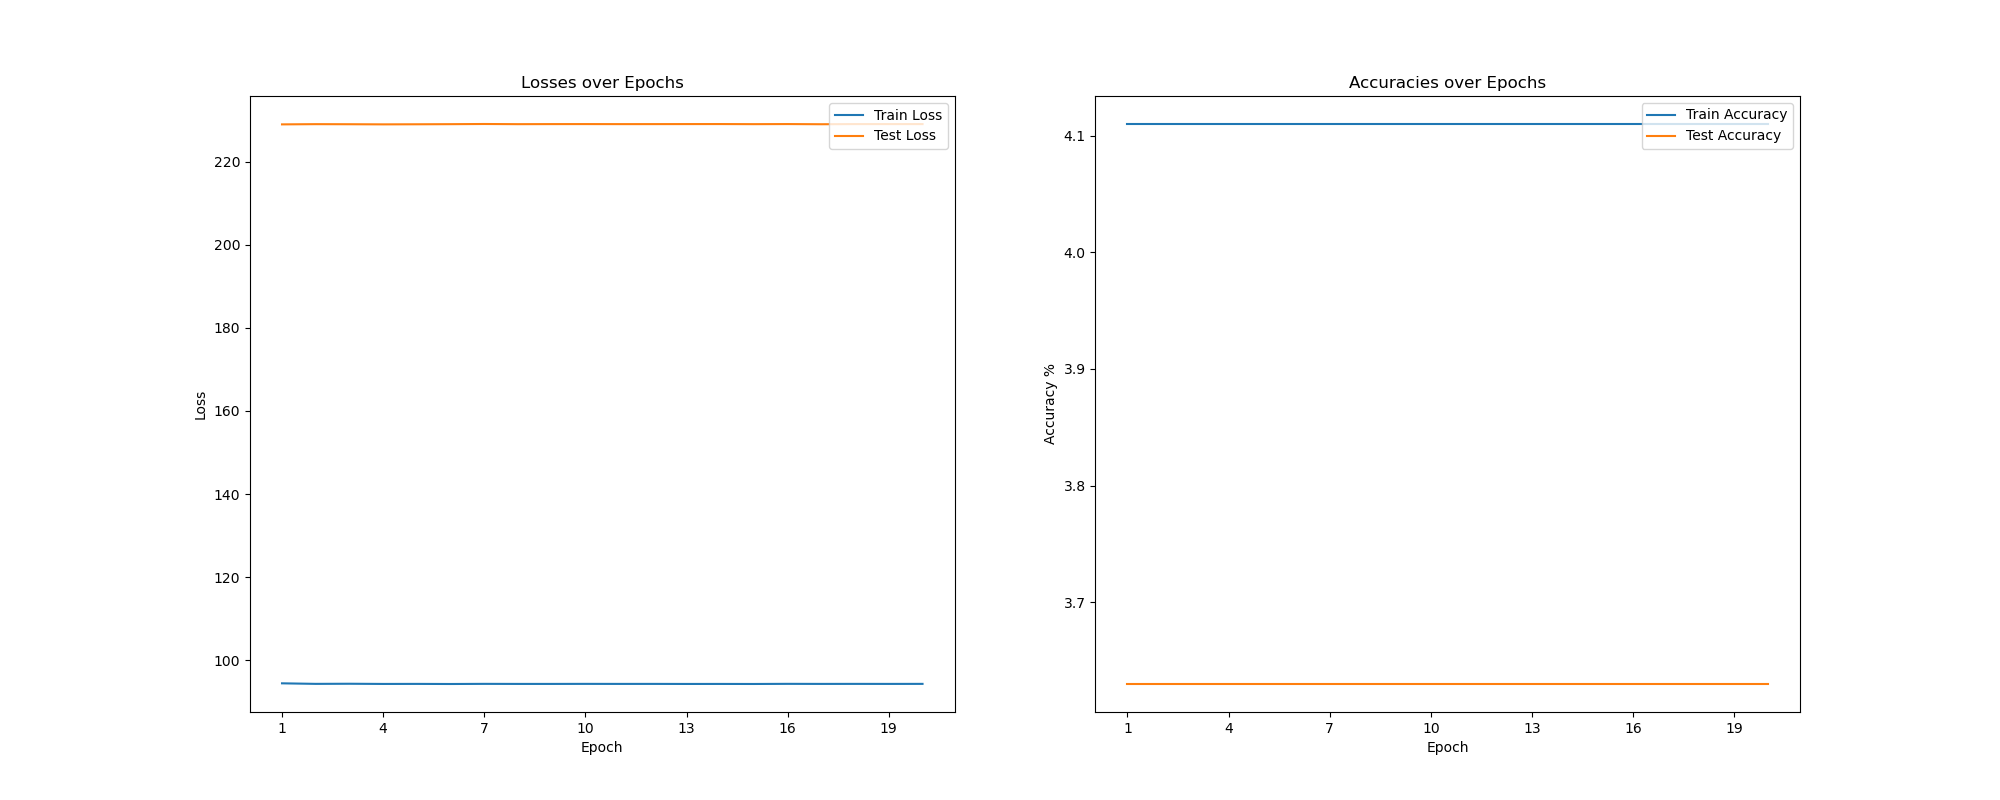 Losses over Epochs
Train Loss
Test Loss
220
200
180
160
140
120
100
Loss
1 4 7 10 13 16 19
Epoch
Accuracies over Epochs
Train Accuracy
Test Accuracy
4.1
4.0
3.9
3.8
3.7
Accuracy %
1 4 7 10 13 16 19
Epoch